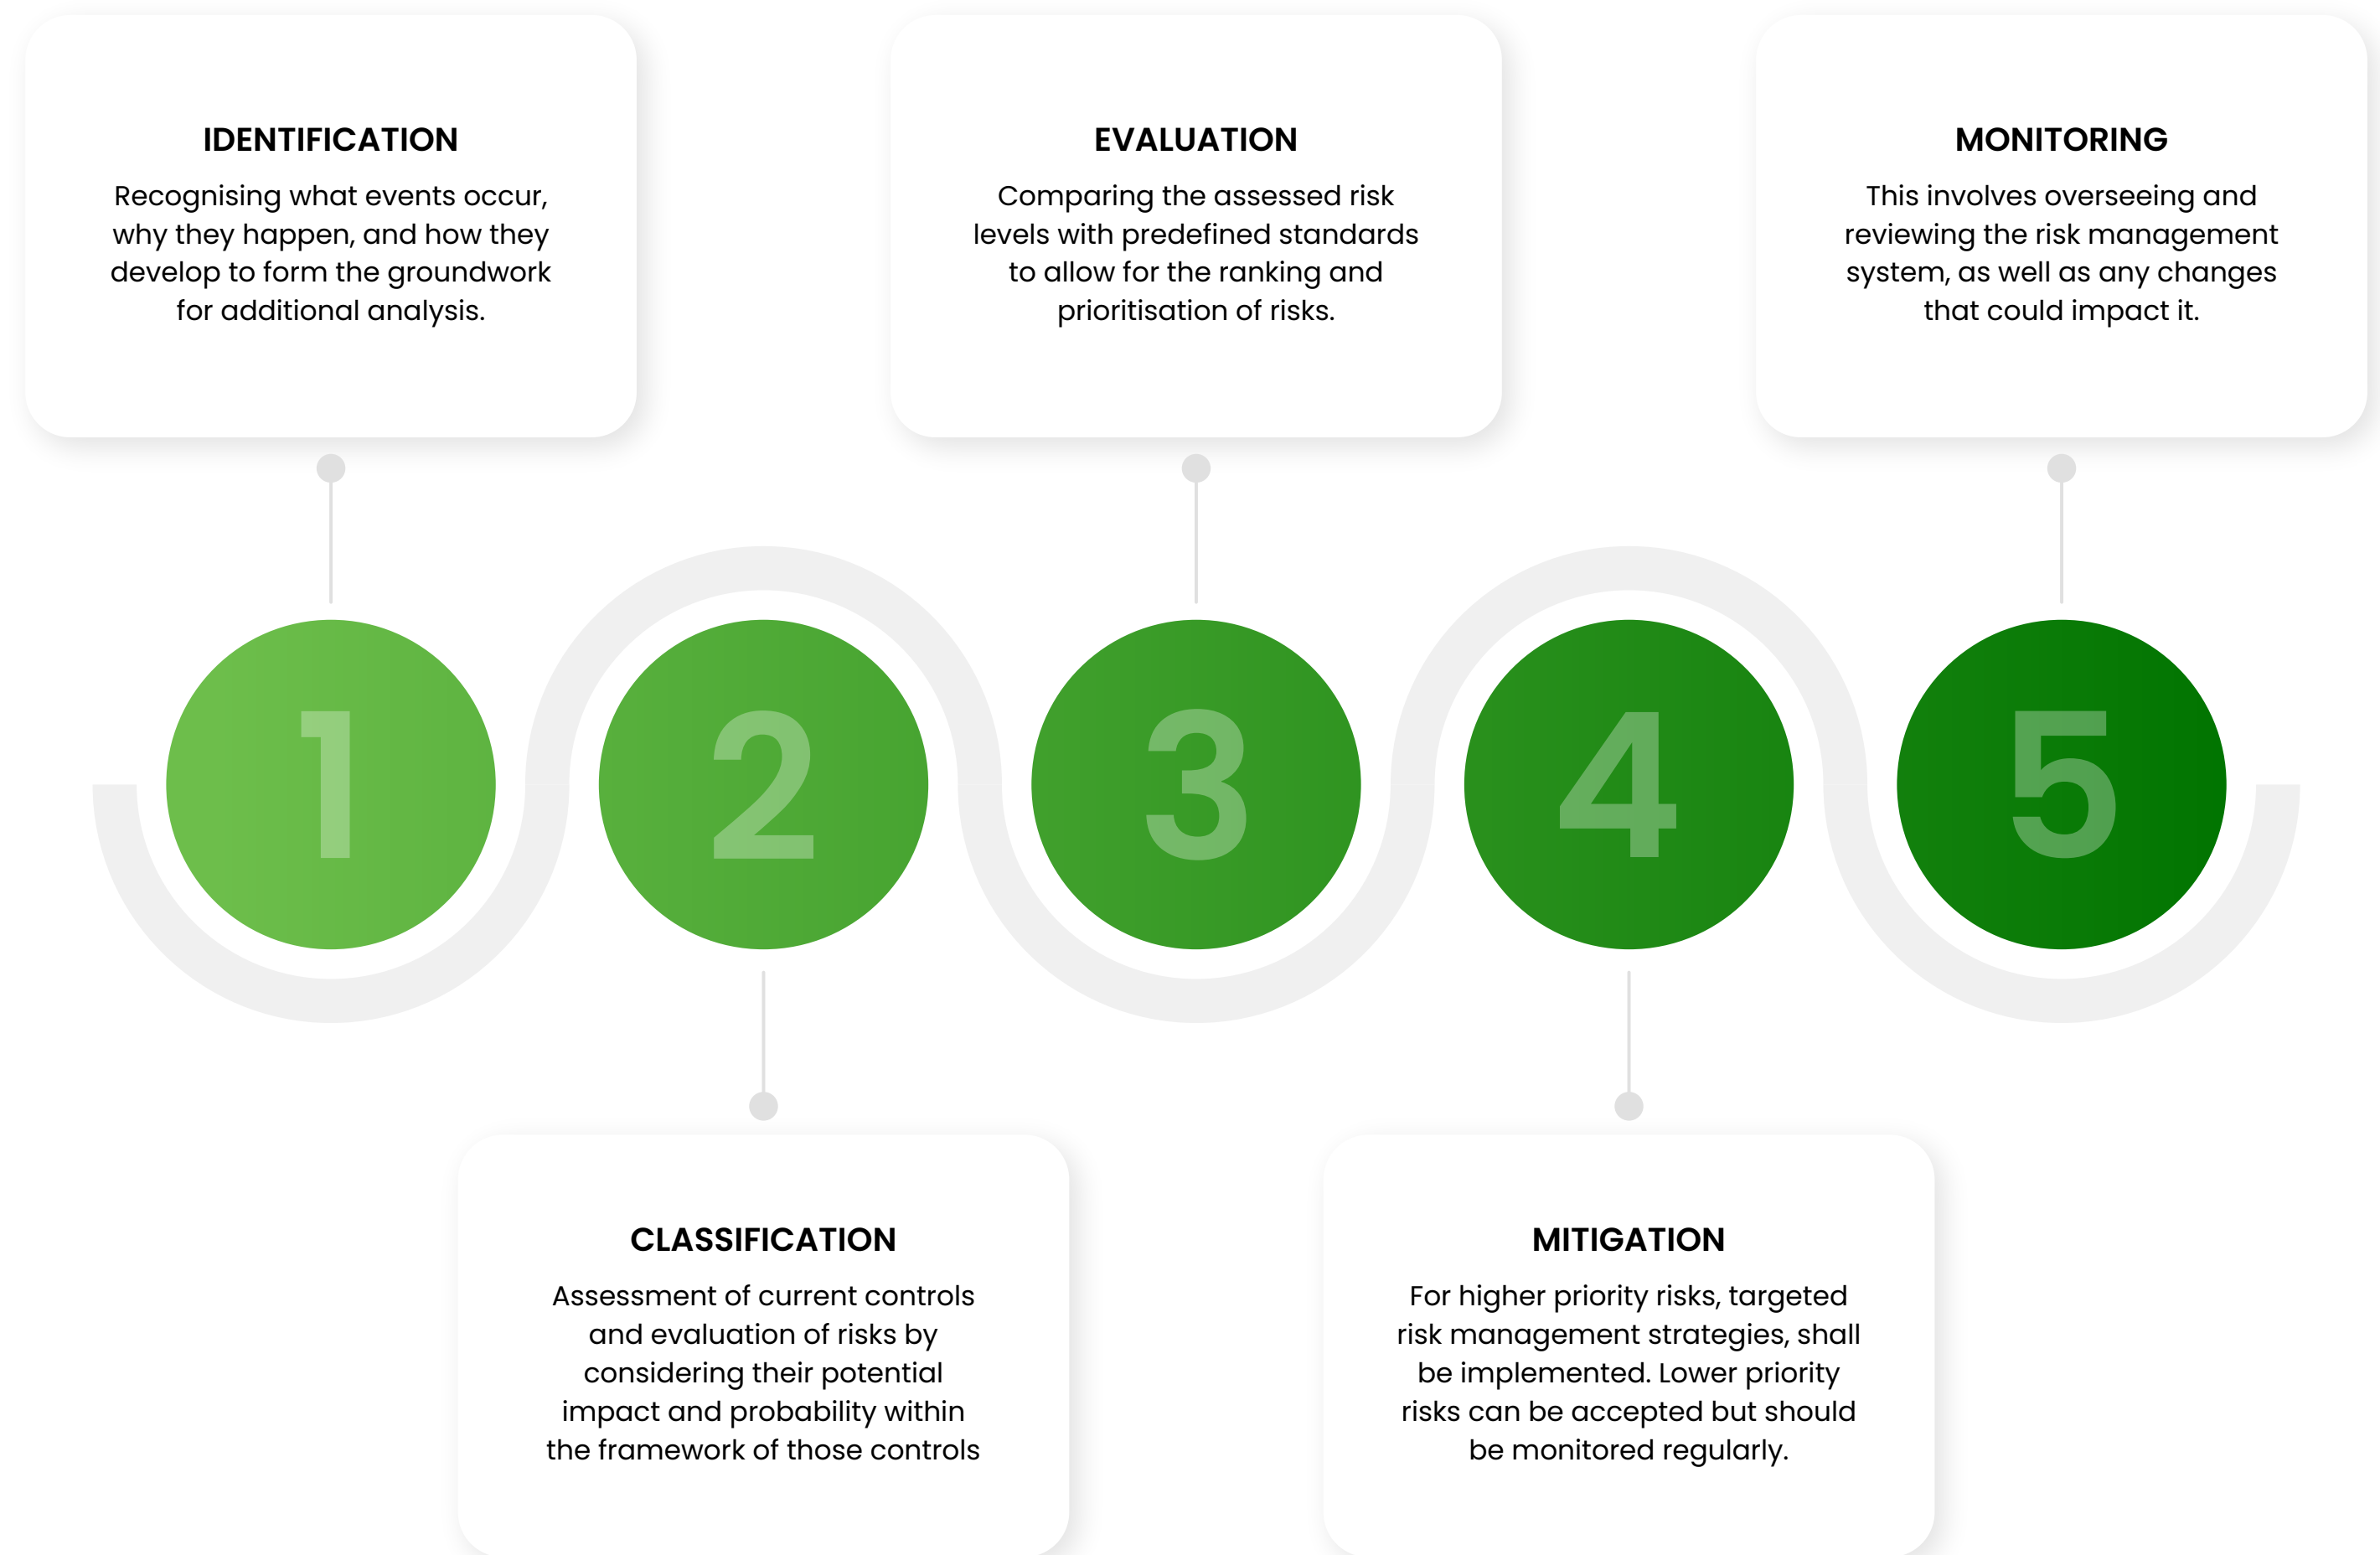 IDENTIFICATION
Recognising what events occur,
why they happen, and how they
develop to form the groundwork
for additional analysis.
EVALUATION
Comparing the assessed risk
levels with predefined standards
to allow for the ranking and
prioritisation of risks.
MONITORING
This involves overseeing and
reviewing the risk management
system, as well as any changes
that could impact it.
1
2
3
4
5
CLASSIFICATION
Assessment of current controls
and evaluation of risks by
considering their potential
impact and probability within
the framework of those controls
MITIGATION
For higher priority risks, targeted
risk management strategies, shall
be implemented. Lower priority
risks can be accepted but should
be monitored regularly.